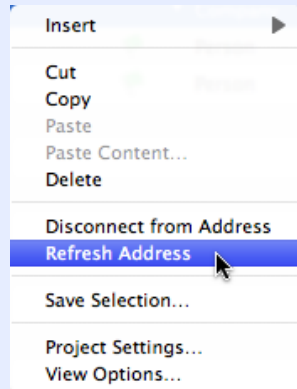 Insert
Cut
Copy
Paste
Paste Content...
Delete
Disconnect from Address
Refresh Address
Save Selection...
Project Settings...
View Options...